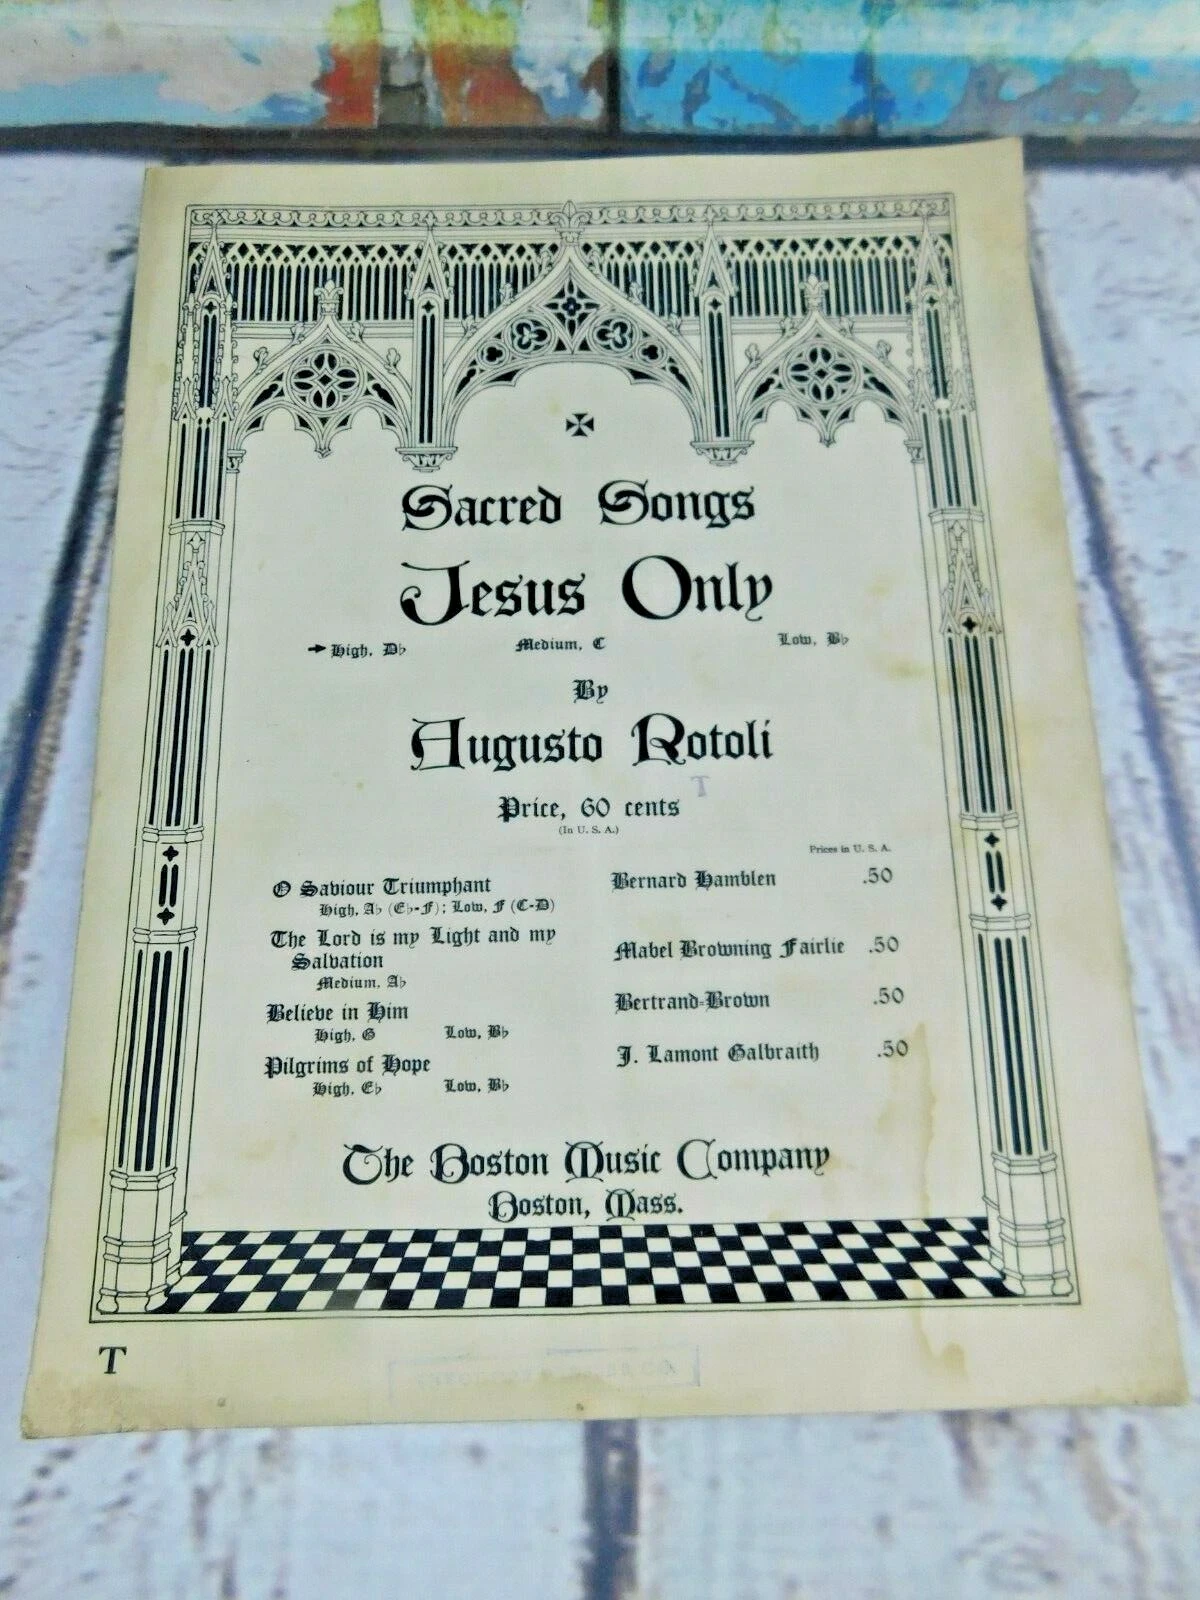 Sacred Songs
Jesus Only
High, D♭ Medium, C Low, B♭
By
Augusto Rotoli
T
Price, 60 cents
(In U. S. A.)
Prices in U. S. A.
O Saviour Triumphant Bernard Hamblen .50
High, A♭ (E♭-F); Low, F (C-D)
The Lord is my Light and my
Salvation Mabel Browning Fairlie .50
Medium, A♭
Believe in Him Bertrand-Brown .50
High, G Low, B♭
Pilgrims of Hope J. Lamont Galbraith .50
High, E♭ Low, B♭
The Boston Music Company
Boston, Mass.
T